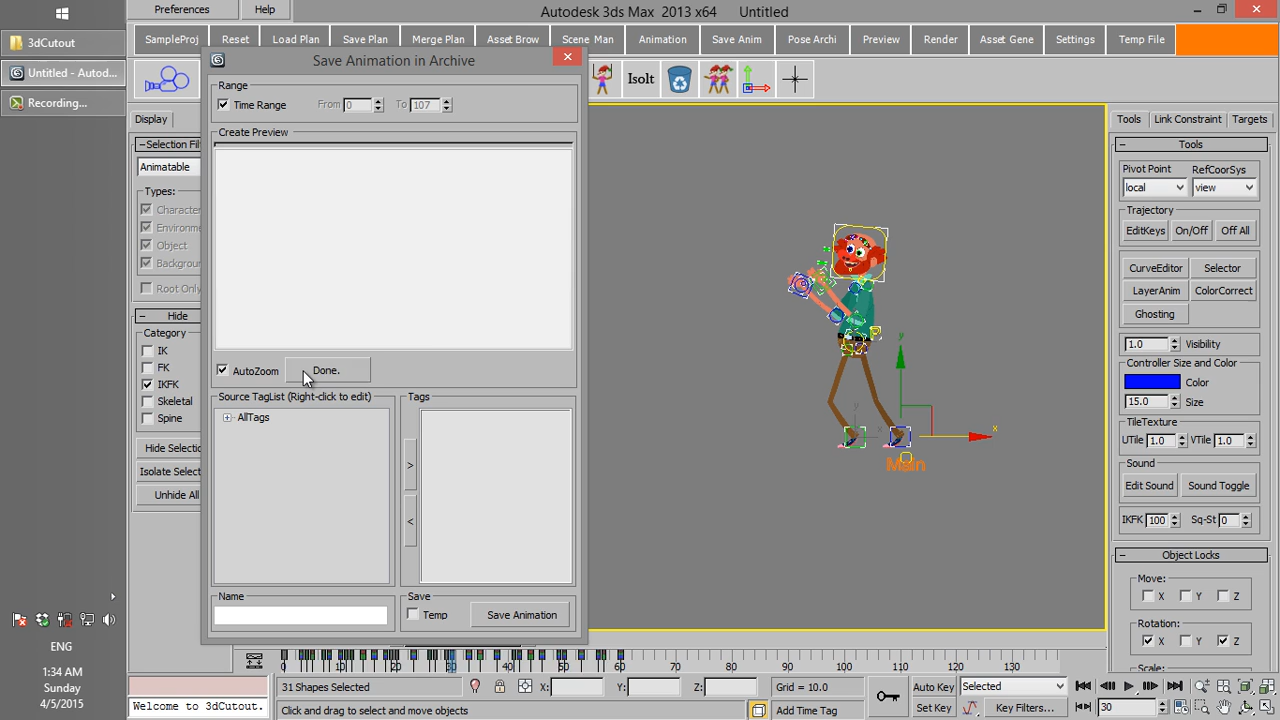 Preferences
Help
Autodesk 3ds Max 2013 x64 Untitled
3dCutout
Untitled - Autod...
Recording...
SampleProj
Reset
Load Plan
Save Plan
Merge Plan
Asset Brow
Scene Man
Animation
Save Anim
Pose Archi
Preview
Render
Asset Gene
Settings
Temp File
Isolt
Save Animation in Archive
Range
Time Range
From 0
To 107
Create Preview
AutoZoom
Done.
Source TagList (Right-click to edit)
AllTags
Tags
>
<
Name
Save
Temp
Save Animation
Display
Selection Fil
Animatable
Types:
Character
Environme
Object
Backgroun
Root Only
Hide
Category
IK
FK
IKFK
Skeletal
Spine
Hide Selectio
Isolate Select
Unhide All
y
x
y
x
Main
Tools
Link Constraint
Targets
Tools
Pivot Point
RefCoorSys
local
view
Trajectory
EditKeys
On/Off
Off All
CurveEditor
Selector
LayerAnim
ColorCorrect
Ghosting
1.0
Visibility
Controller Size and Color
Color
15.0
Size
TileTexture
UTile 1.0
VTile 1.0
Sound
Edit Sound
Sound Toggle
IKFK 100
Sq-St 0
Object Locks
Move:
X
Y
Z
Rotation:
X
Y
Z
Scale:
0 10 20 30 40 50 60 70 80 90 100 110 120 130
ENG
1:34 AM
Sunday
4/5/2015
Welcome to 3dCutout.
31 Shapes Selected
X:
Y:
Z:
Grid = 10.0
Auto Key
Selected
Click and drag to select and move objects
Add Time Tag
Set Key
Key Filters...
30